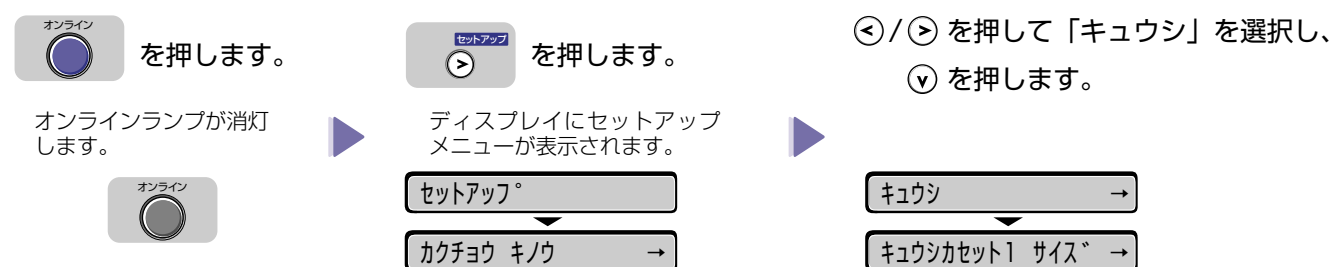 オンライン
を押します。
オンラインランプが消灯
します。
オンライン
セットアップ
を押します。
ディスプレイにセットアップ
メニューが表示されます。
セットアップ
カクチョウ キノウ →
</> を押して「キュウシ」を選択し、
v を押します。
キュウシ →
キュウシカセット1 サイズ →